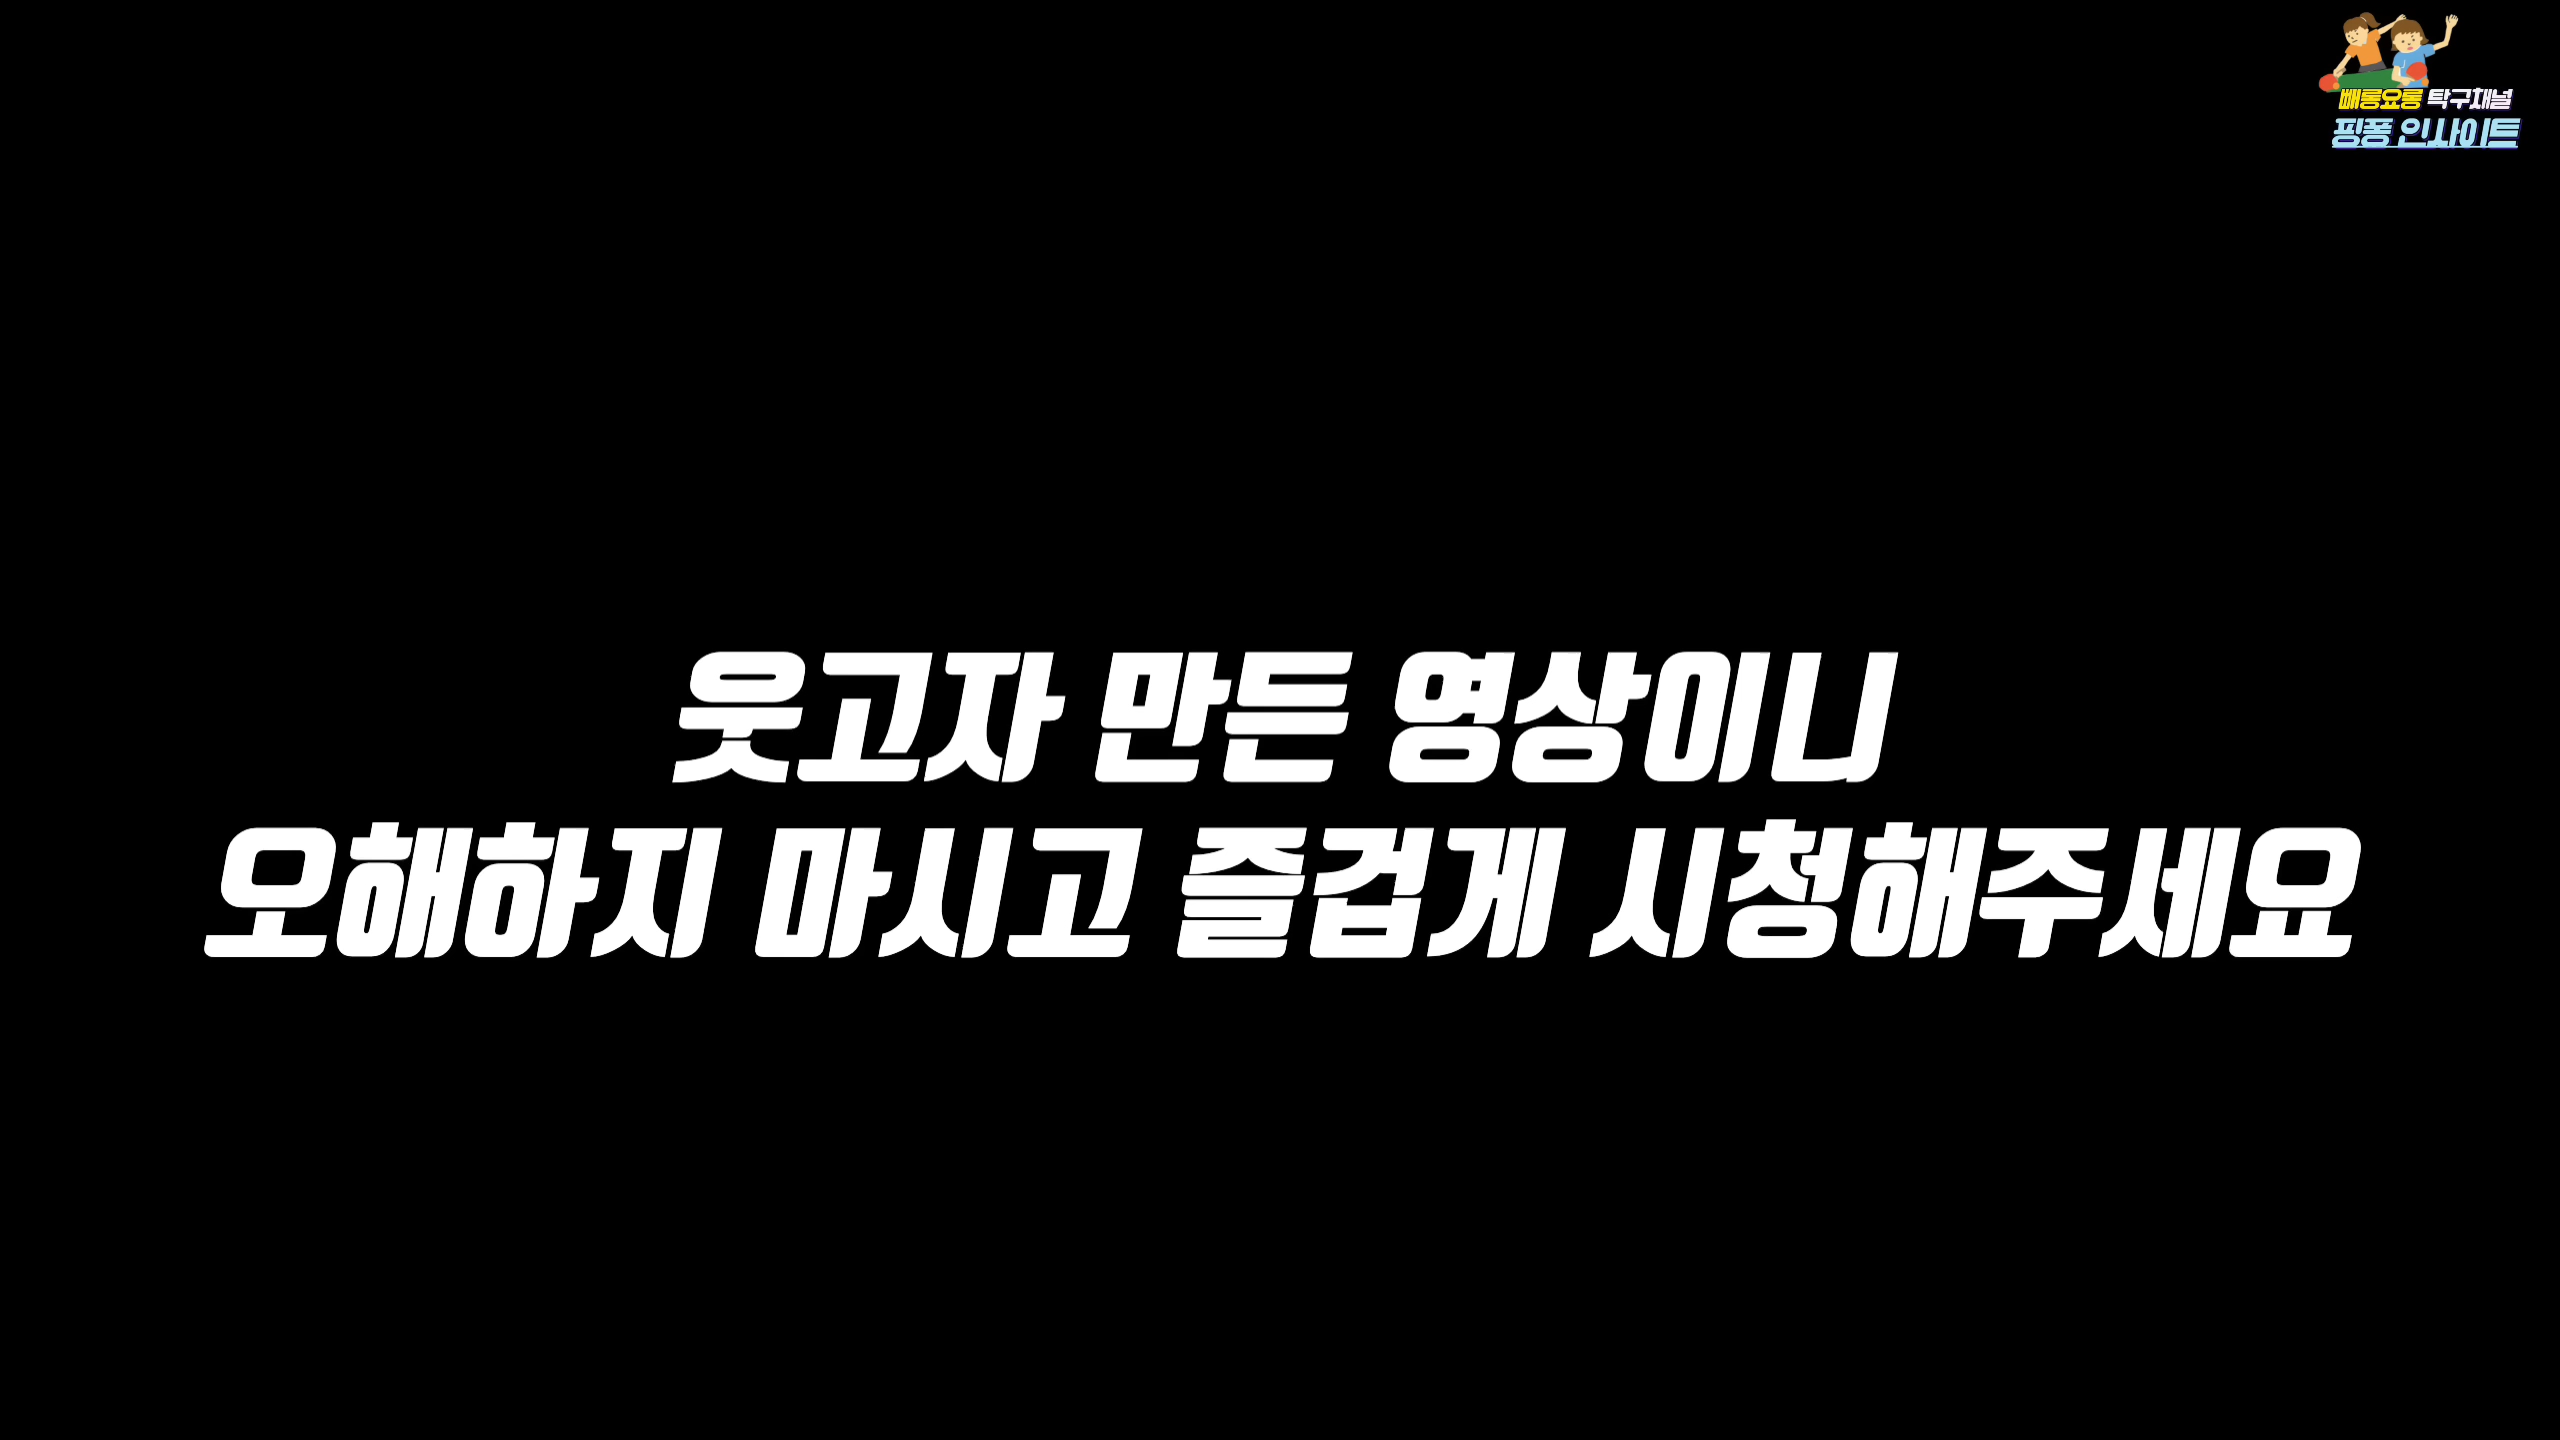 빼롱요롱 탁구채널
핑퐁 인사이트
웃고자 만든 영상이니
오해하지 마시고 즐겁게 시청해주세요